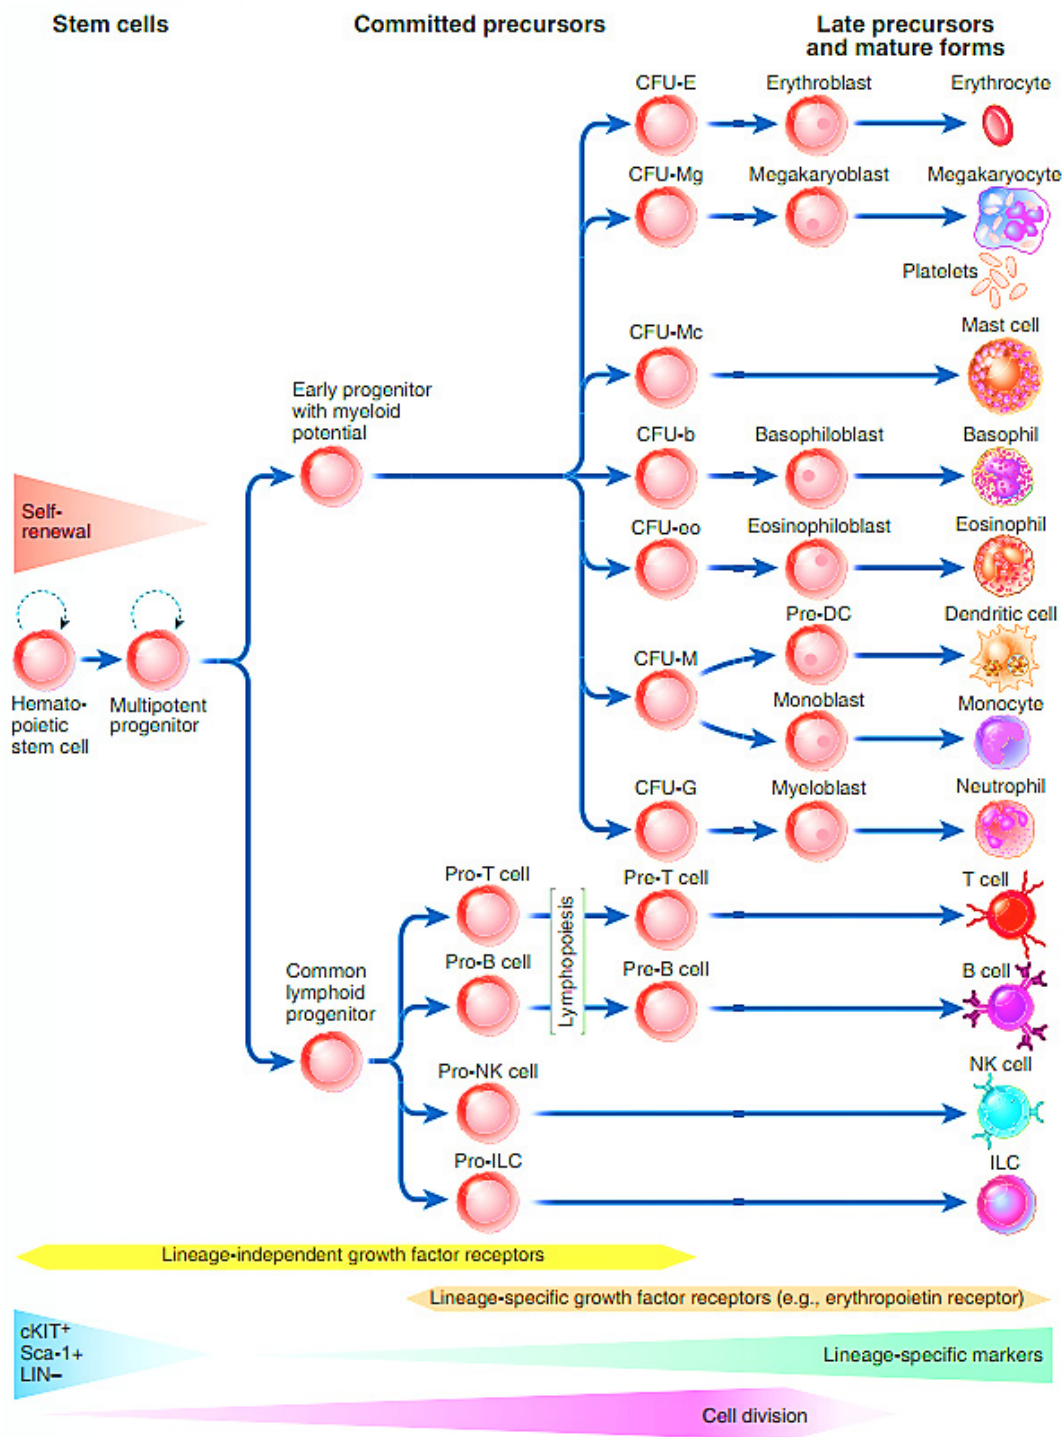 Stem cells
Committed precursors
Late precursors
and mature forms
CFU-E
Erythroblast
Erythrocyte
CFU-Mg
Megakaryoblast
Megakaryocyte
Platelets
CFU-Mc
Mast cell
Early progenitor
with myeloid
potential
CFU-b
Basophiloblast
Basophil
Self-
renewal
CFU-eo
Eosinophiloblast
Eosinophil
Pre-DC
Dendritic cell
CFU-M
Hemato-
poietic
stem cell
Multipotent
progenitor
Monoblast
Monocyte
CFU-G
Myeloblast
Neutrophil
Pro-T cell
Pre-T cell
T cell
Lymphopoiesis
Common
lymphoid
progenitor
Pro-B cell
Pre-B cell
B cell
Pro-NK cell
NK cell
Pro-ILC
ILC
Lineage-independent growth factor receptors
Lineage-specific growth factor receptors (e.g., erythropoietin receptor)
cKIT+
Sca-1+
LIN–
Lineage-specific markers
Cell division